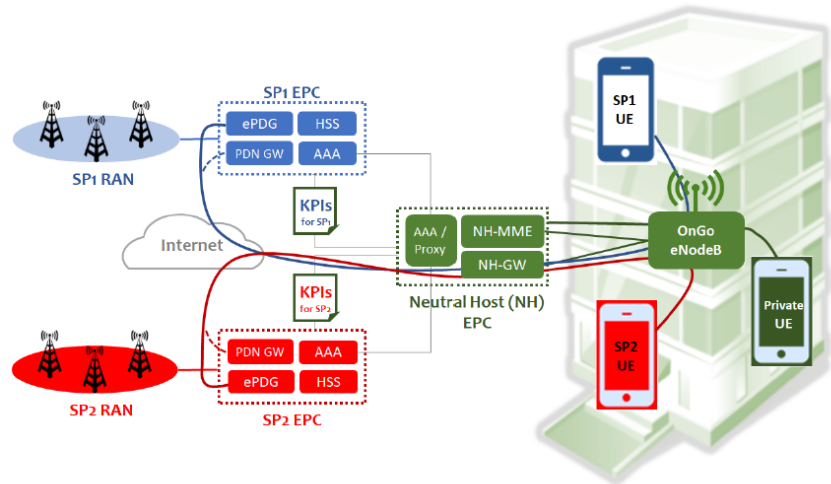 SP1 EPC
ePDG
HSS
PDN GW
AAA
SP1 RAN
KPIs
for SP1
Internet
AAA /
Proxy
NH-MME
NH-GW
Neutral Host (NH)
EPC
KPIs
for SP2
PDN GW
AAA
ePDG
HSS
SP2 RAN
SP2 EPC
SP1
UE
OnGo
eNodeB
Private
UE
SP2
UE